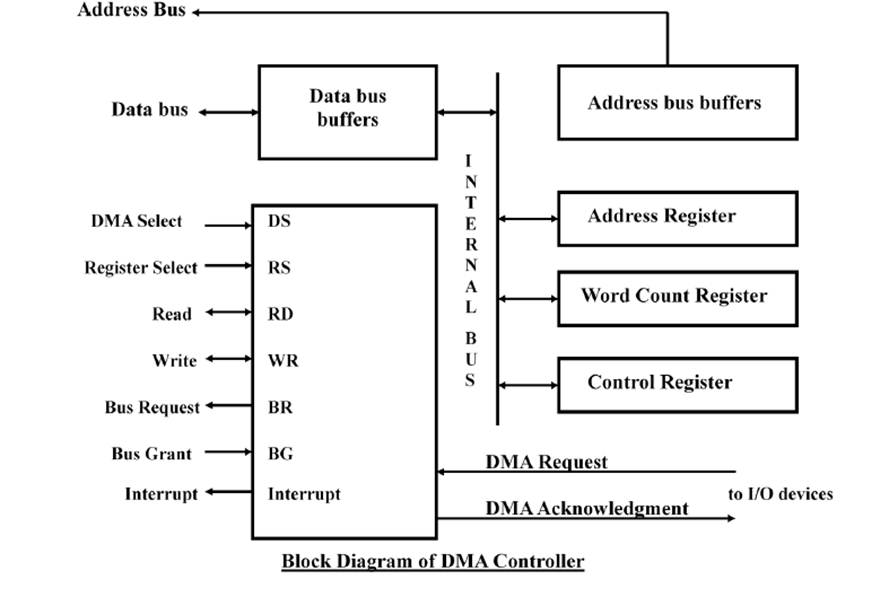 Address Bus
Data bus
Data bus
buffers
Address bus buffers
INTERNAL BUS
DMA Select
DS
Address Register
Register Select
RS
Read
RD
Word Count Register
Write
WR
Control Register
Bus Request
BR
Bus Grant
BG
DMA Request
Interrupt
Interrupt
to I/O devices
DMA Acknowledgment
Block Diagram of DMA Controller